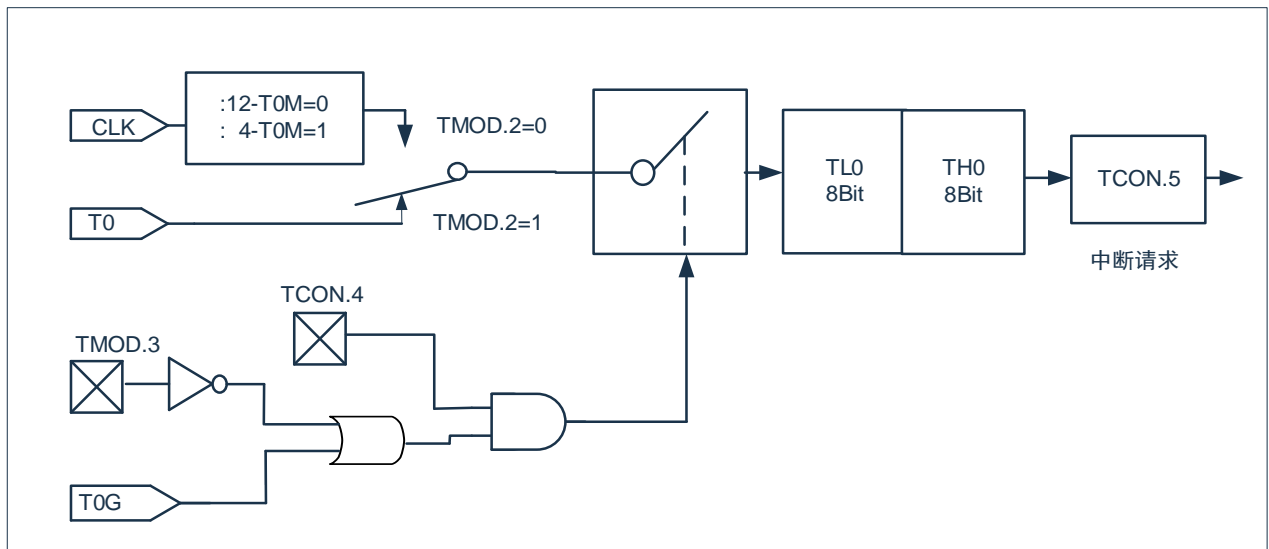 :12-T0M=0
: 4-T0M=1
CLK
TMOD.2=0
T0
TMOD.2=1
TL0
8Bit
TH0
8Bit
TCON.5
中断请求
TCON.4
TMOD.3
T0G